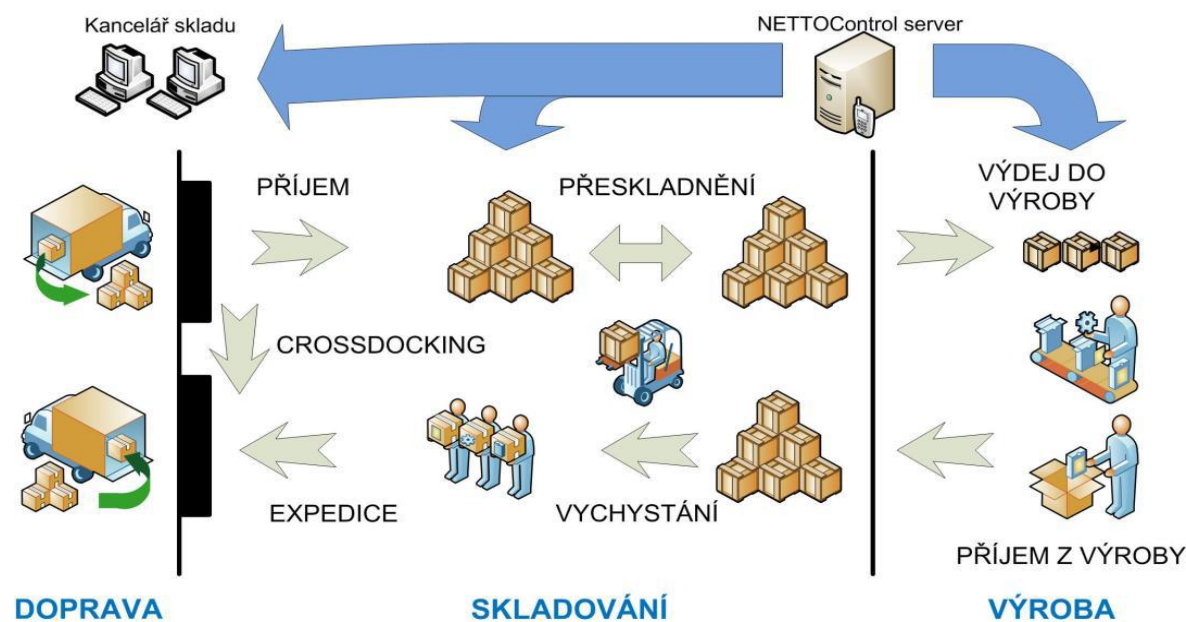 Kancelář skladu
NETTOControl server
PŘÍJEM
PŘESKLADNĚNÍ
VÝDEJ DO
VÝROBY
CROSSDOCKING
EXPEDICE
VYCHYSTÁNÍ
PŘÍJEM Z VÝROBY
DOPRAVA
SKLADOVÁNÍ
VÝROBA